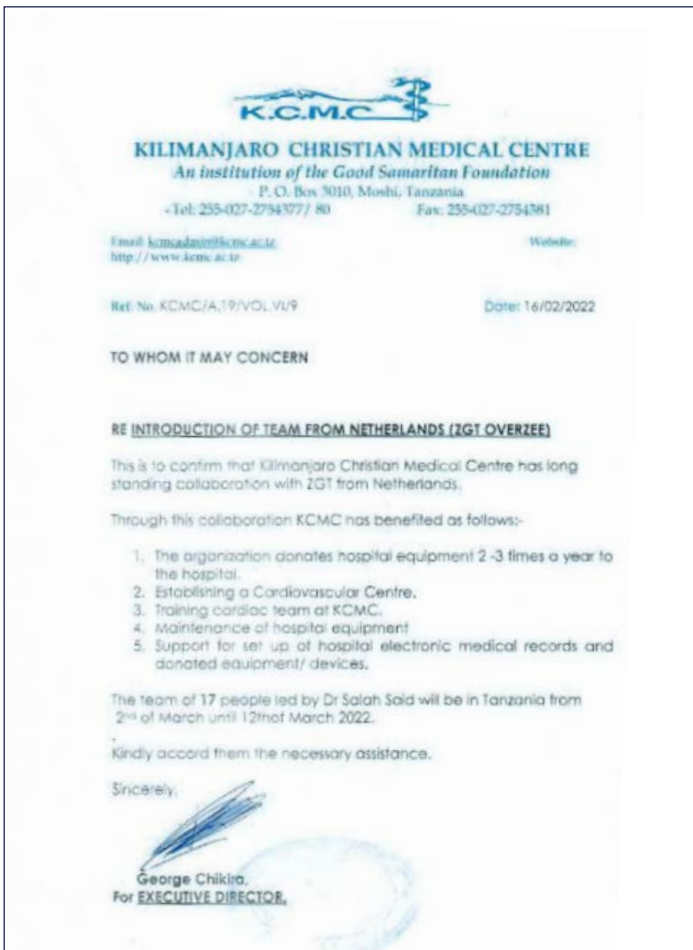 K.C.M.C
KILIMANJARO CHRISTIAN MEDICAL CENTRE
An institution of the Good Samaritan Foundation
P. O. Box 3010, Moshi, Tanzania
Tel: 255-027-2754377/ 80 Fax: 255-027-2754381
Email: Website:
http://www.kcmc.ac.tz
Ref. No. KCMC/A.19/VOL.VI/9 Date: 16/02/2022
TO WHOM IT MAY CONCERN
RE INTRODUCTION OF TEAM FROM NETHERLANDS (ZGT OVERZEE)
This is to confirm that Kilimanjaro Christian Medical Centre has long
standing collaboration with ZGT from Netherlands.
Through this collaboration KCMC has benefited as follows:-
1. The organization donates hospital equipment 2 -3 times a year to
the hospital.
2. Establishing a Cardiovascular Centre.
3. Training cardiac team at KCMC.
4. Maintenance of hospital equipment
5. Support for set up of hospital electronic medical records and
donated equipment/ devices.
The team of 17 people led by Dr Salah Said will be in Tanzania from
2nd of March until 12thof March 2022.
Kindly accord them the necessary assistance.
Sincerely,
George Chikira,
For EXECUTIVE DIRECTOR.